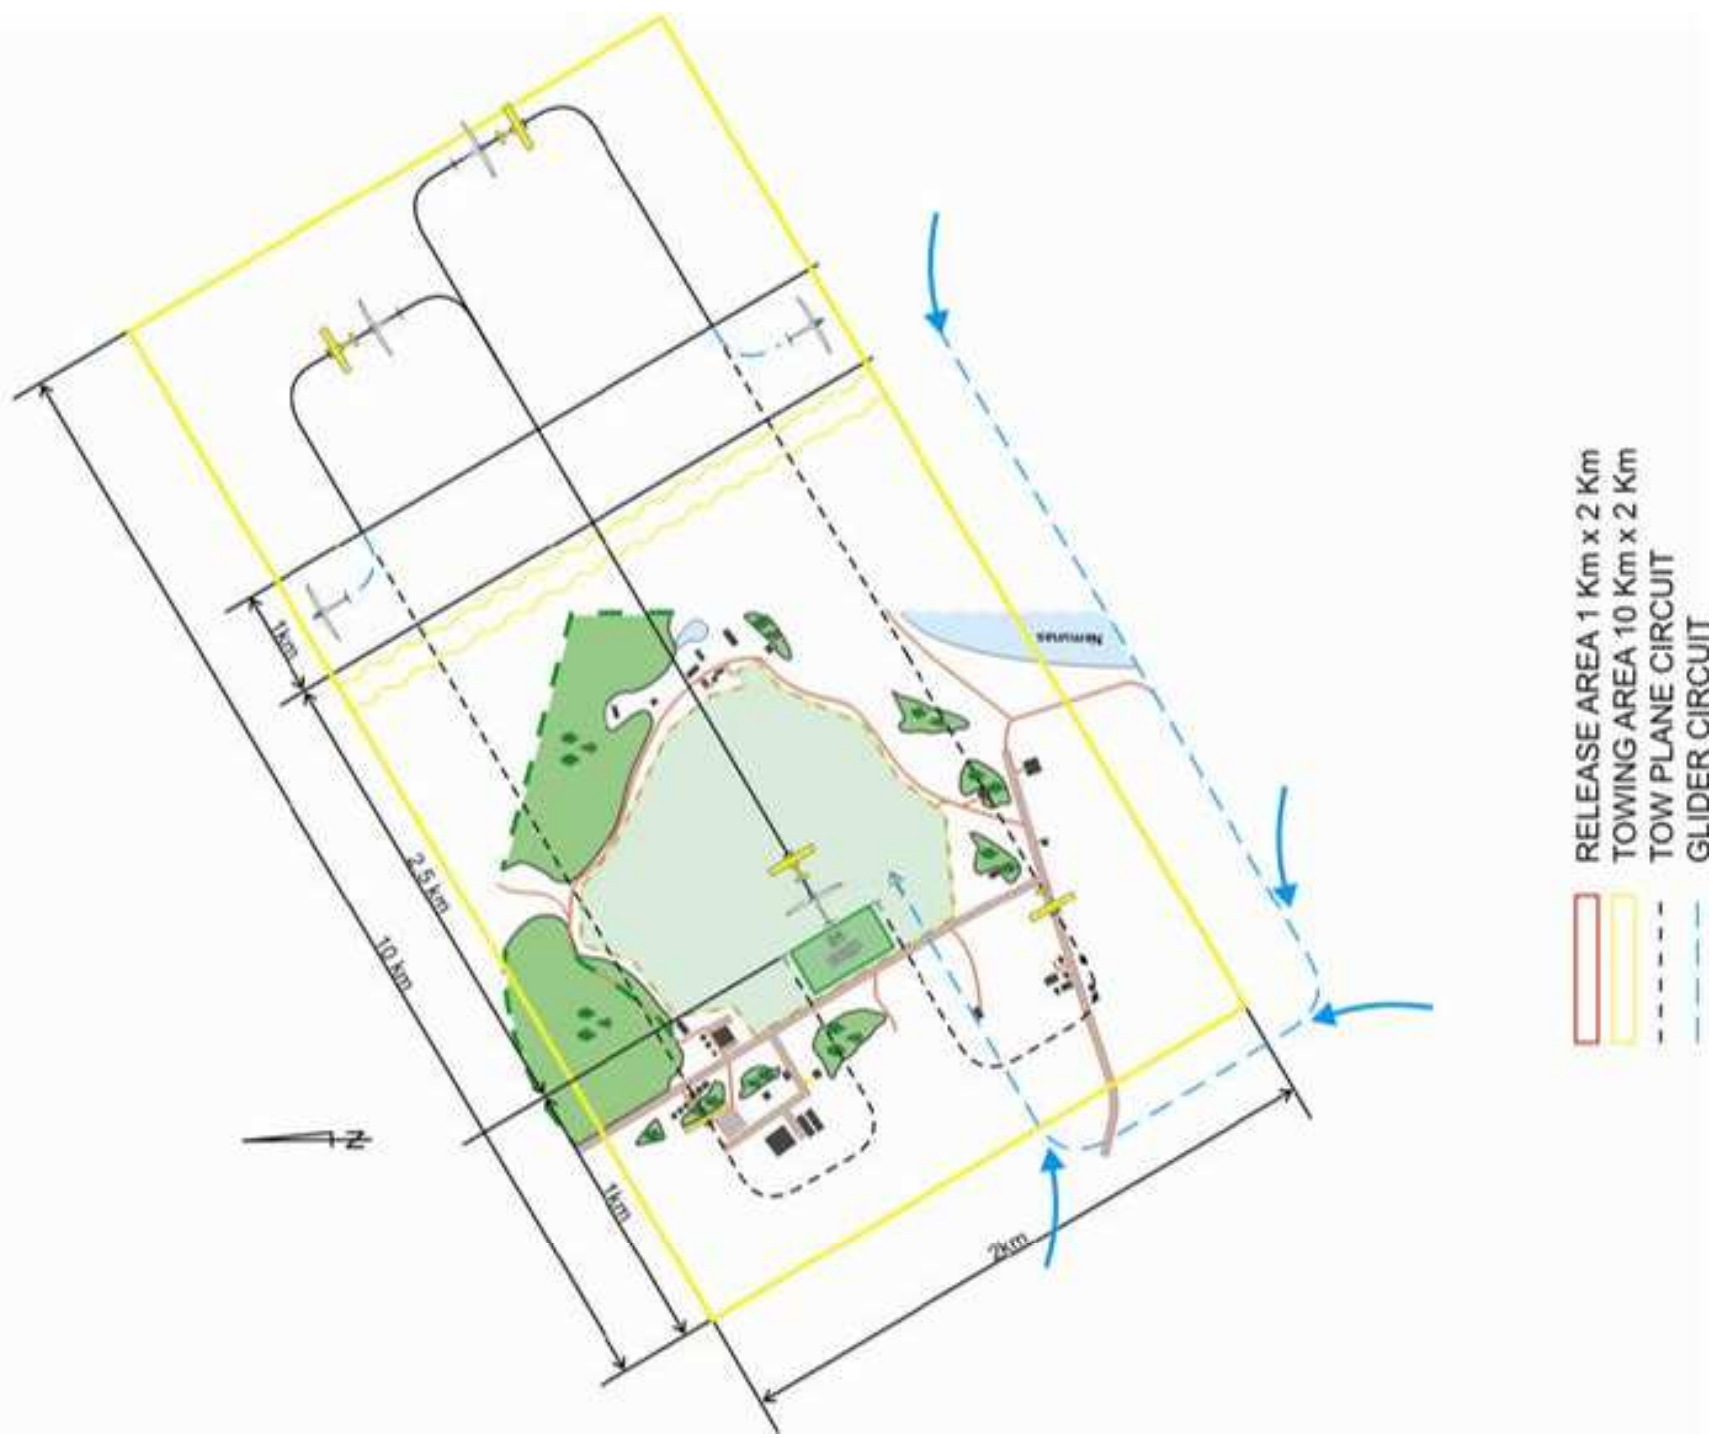 RELEASE AREA 1 Km x 2 Km
TOWING AREA 10 Km x 2 Km
TOW PLANE CIRCUIT
GLIDER CIRCUIT
1km
2,5 km
10 km
1km
2km
Nemunas
N